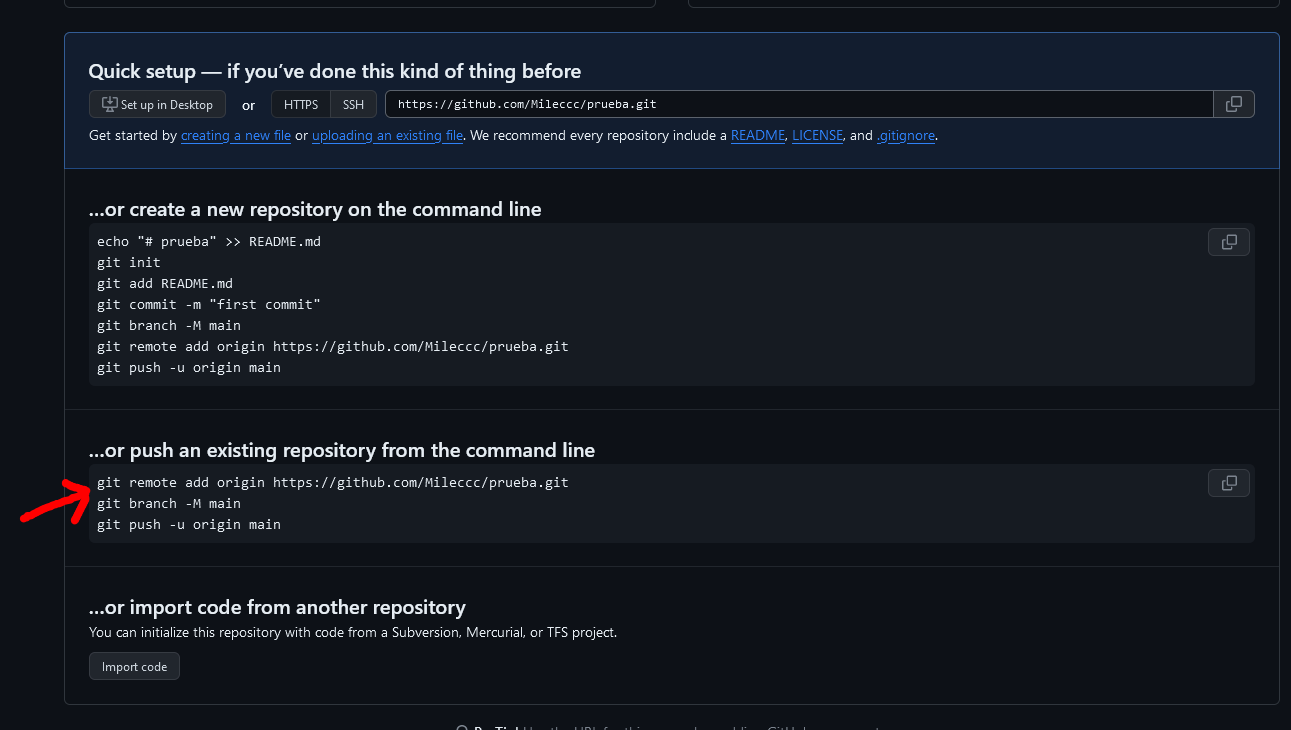 Quick setup — if you've done this kind of thing before
Set up in Desktop or HTTPS SSH https://github.com/Mileccc/prueba.git
Get started by creating a new file or uploading an existing file. We recommend every repository include a README, LICENSE, and .gitignore.
…or create a new repository on the command line
echo "# prueba" >> README.md
git init
git add README.md
git commit -m "first commit"
git branch -M main
git remote add origin https://github.com/Mileccc/prueba.git
git push -u origin main
…or push an existing repository from the command line
git remote add origin https://github.com/Mileccc/prueba.git
git branch -M main
git push -u origin main
…or import code from another repository
You can initialize this repository with code from a Subversion, Mercurial, or TFS project.
Import code